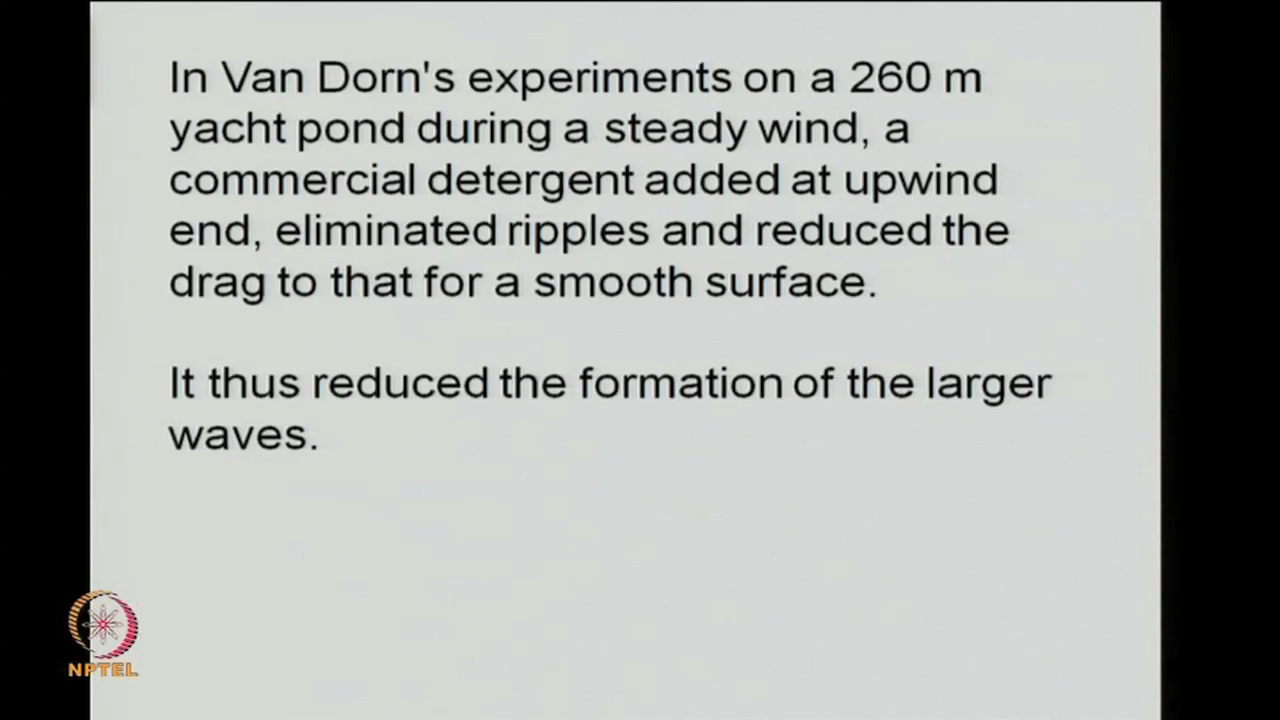 In Van Dorn's experiments on a 260 m
yacht pond during a steady wind, a
commercial detergent added at upwind
end, eliminated ripples and reduced the
drag to that for a smooth surface.
It thus reduced the formation of the larger
waves.
NPTEL